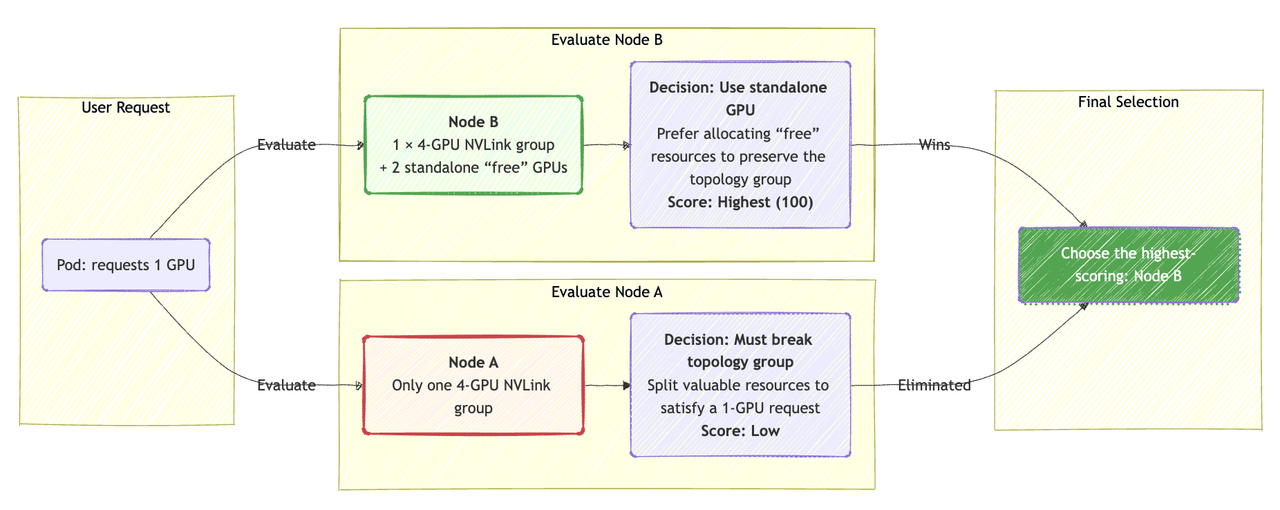 User Request
Pod: requests 1 GPU
Evaluate
Evaluate
Evaluate Node B
Node B
1 × 4-GPU NVLink group
+ 2 standalone “free” GPUs
Decision: Use standalone
GPU
Prefer allocating “free”
resources to preserve the
topology group
Score: Highest (100)
Wins
Evaluate Node A
Node A
Only one 4-GPU NVLink
group
Decision: Must break
topology group
Split valuable resources to
satisfy a 1-GPU request
Score: Low
Eliminated
Final Selection
Choose the highest-
scoring: Node B